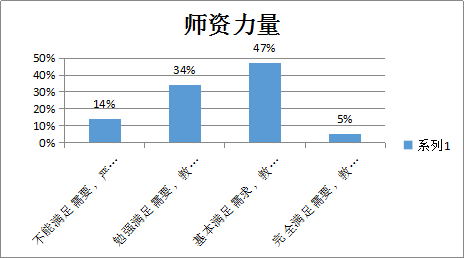 师资力量
50%
40%
30%
20%
10%
0%
14%
34%
47%
5%
不能满足需要，严…
勉强满足需要，教…
基本满足需求，教…
完全满足需要，教…
系列1